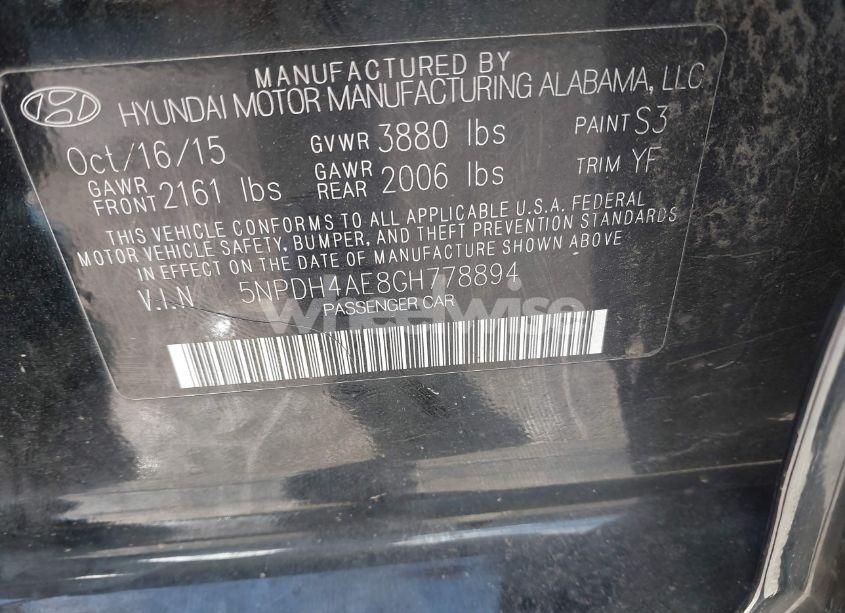 MANUFACTURED BY
HYUNDAI MOTOR MANUFACTURING ALABAMA, LLC
Oct/16/15 GVWR 3880 lbs PAINT S3
GAWR FRONT 2161 lbs GAWR REAR 2006 lbs TRIM YF
THIS VEHICLE CONFORMS TO ALL APPLICABLE U.S.A. FEDERAL
MOTOR VEHICLE SAFETY, BUMPER, AND THEFT PREVENTION STANDARDS
IN EFFECT ON THE DATE OF MANUFACTURE SHOWN ABOVE
V.I.N 5NPDH4AE8GH778894
PASSENGER CAR
wheelwise